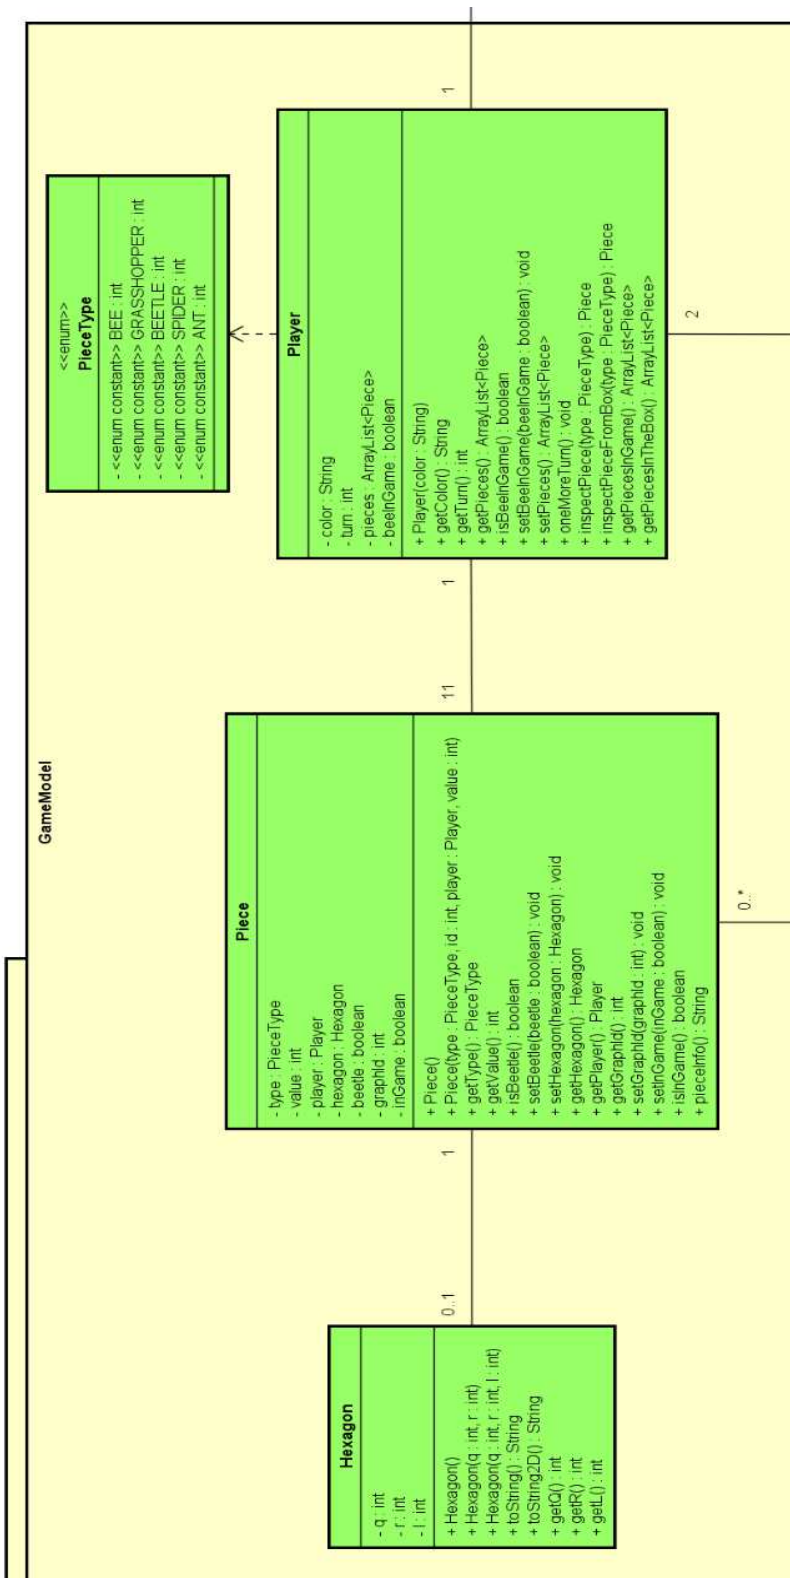 GameModel
Hexagon
- q : int
- r : int
- l : int
+ Hexagon()
+ Hexagon(q : int, r : int)
+ Hexagon(q : int, r : int, l : int)
+ toString() : String
+ toString2D() : String
+ getQ() : int
+ getR() : int
+ getL() : int
0..1
1
Piece
- type : PieceType
- value : int
- player : Player
- hexagon : Hexagon
- beetle : boolean
- graphId : int
- inGame : boolean
+ Piece()
+ Piece(type : PieceType, id : int, player : Player, value : int)
+ getType() : PieceType
+ getValue() : int
+ isBeetle() : boolean
+ setBeetle(beetle : boolean) : void
+ setHexagon(hexagon : Hexagon) : void
+ getHexagon() : Hexagon
+ getPlayer() : Player
+ getGraphId() : int
+ setGraphId(graphId : int) : void
+ setInGame(inGame : boolean) : void
+ isInGame() : boolean
+ pieceInfo() : String
0..*
11
1
<<enum>>
PieceType
- <<enum constant>> BEE : int
- <<enum constant>> GRASSHOPPER : int
- <<enum constant>> BEETLE : int
- <<enum constant>> SPIDER : int
- <<enum constant>> ANT : int
Player
- color : String
- turn : int
- pieces : ArrayList<Piece>
- beeInGame : boolean
+ Player(color : String)
+ getColor() : String
+ getTurn() : int
+ getPieces() : ArrayList<Piece>
+ isBeeInGame() : boolean
+ setBeeInGame(beeInGame : boolean) : void
+ setPieces() : ArrayList<Piece>
+ oneMoreTurn() : void
+ inspectPiece(type : PieceType) : Piece
+ inspectPieceFromBox(type : PieceType) : Piece
+ getPiecesInGame() : ArrayList<Piece>
+ getPiecesInTheBox() : ArrayList<Piece>
2
1